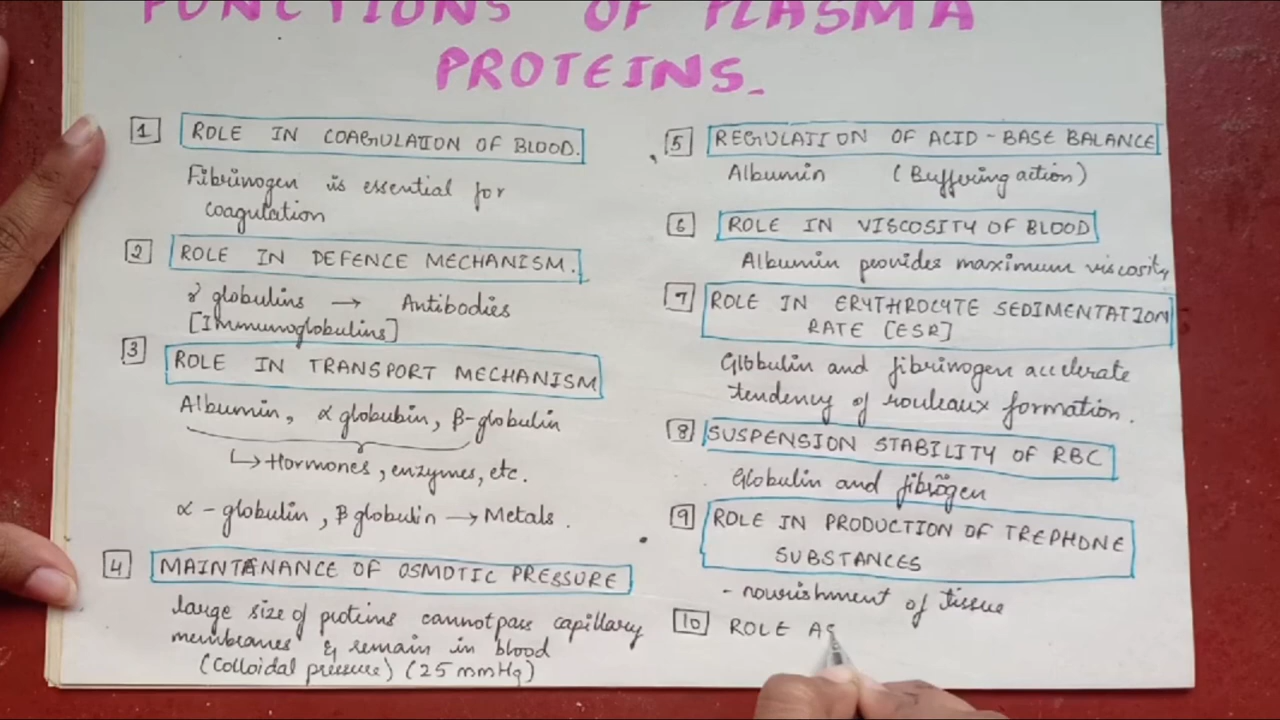 FUNCTIONS OF PLASMA
PROTEINS.
1 ROLE IN COAGULATION OF BLOOD.
Fibrinogen is essential for
coagulation
2 ROLE IN DEFENCE MECHANISM.
γ globulins → Antibodies
[Immunoglobulins]
3 ROLE IN TRANSPORT MECHANISM
Albumin, α globubin, β-globulin
↳ Hormones, enzymes, etc.
α - globulin, β globulin → Metals.
4 MAINTANANCE OF OSMOTIC PRESSURE
large size of protiens cannot pass capillary
membranes & remain in blood
(Colloidal pressure) (25 mmHg)
5 REGULATION OF ACID-BASE BALANCE
Albumin (Buffering action)
6 ROLE IN VISCOSITY OF BLOOD
Albumin provides maximum viscosity
7 ROLE IN ERYTHROCYTE SEDIMENTATION
RATE [ESR]
Globulin and fibrinogen accelerate
tendency of rouleaux formation.
8 SUSPENSION STABILITY OF RBC
Globulin and fibrogen
9 ROLE IN PRODUCTION OF TREPHONE
SUBSTANCES
- nourishment of tissue
10 ROLE AS